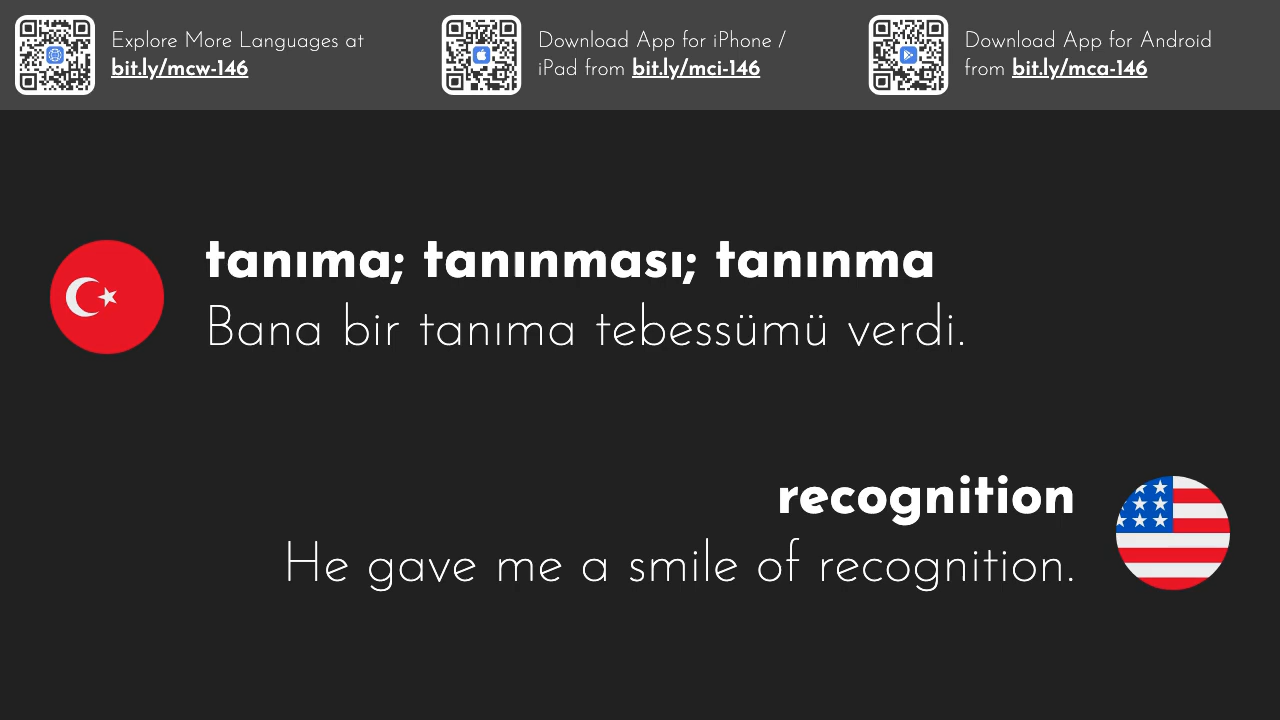 Explore More Languages at
bit.ly/mcw-146
Download App for iPhone /
iPad from bit.ly/mci-146
Download App for Android
from bit.ly/mca-146
tanıma; tanınması; tanınma
Bana bir tanıma tebessümü verdi.
recognition
He gave me a smile of recognition.